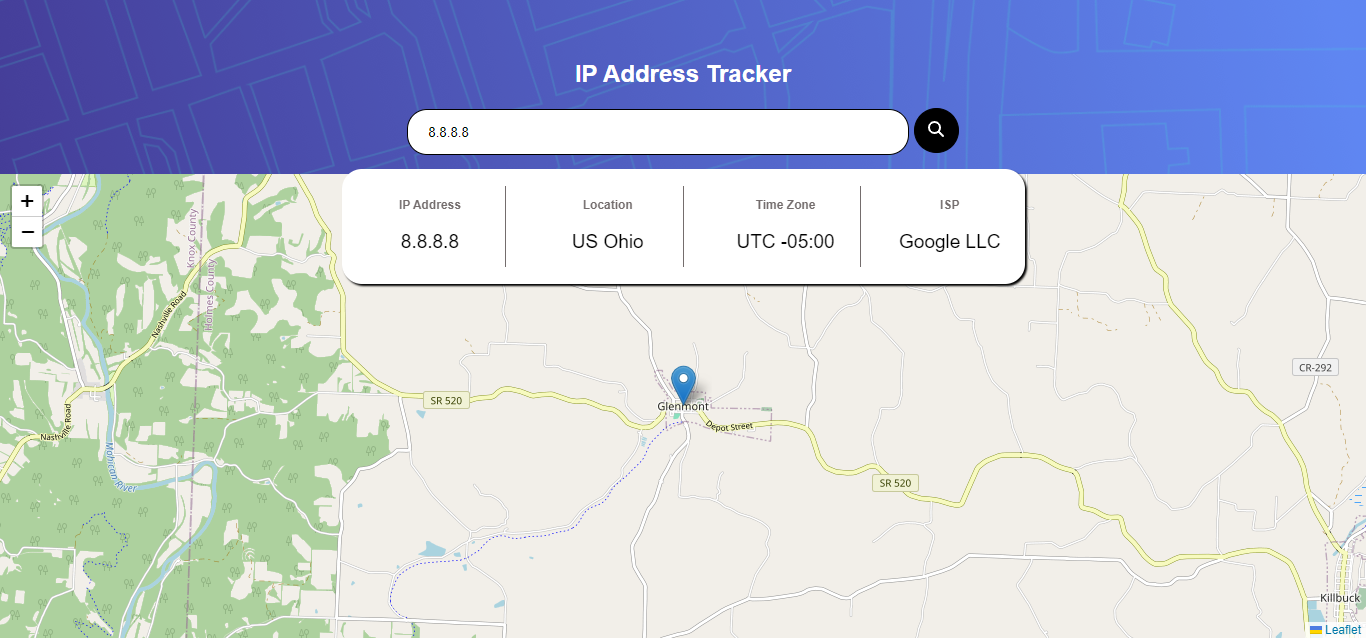 IP Address Tracker
8.8.8.8
IP Address
Location
Time Zone
ISP
8.8.8.8
US Ohio
UTC -05:00
Google LLC
+
−
Knox County
Holmes County
Nashville Road
CR-292
SR 520
Glenmont
Nashville Road
Depot Street
Mohican River
SR 520
Killbuck
Leaflet